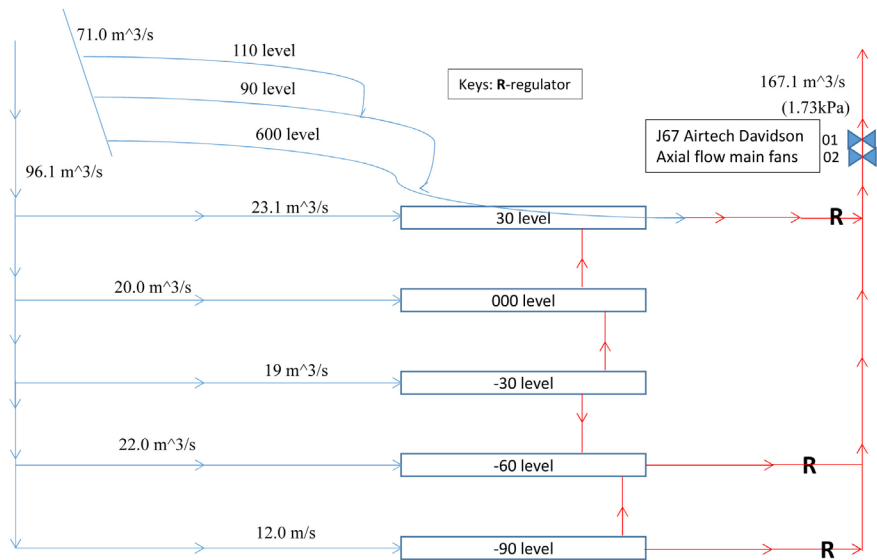 71.0 m^3/s
110 level
90 level
600 level
Keys: R-regulator
167.1 m^3/s
(1.73kPa)
J67 Airtech Davidson
Axial flow main fans
01
02
96.1 m^3/s
23.1 m^3/s
30 level
R
20.0 m^3/s
000 level
19 m^3/s
-30 level
22.0 m^3/s
-60 level
R
12.0 m/s
-90 level
R